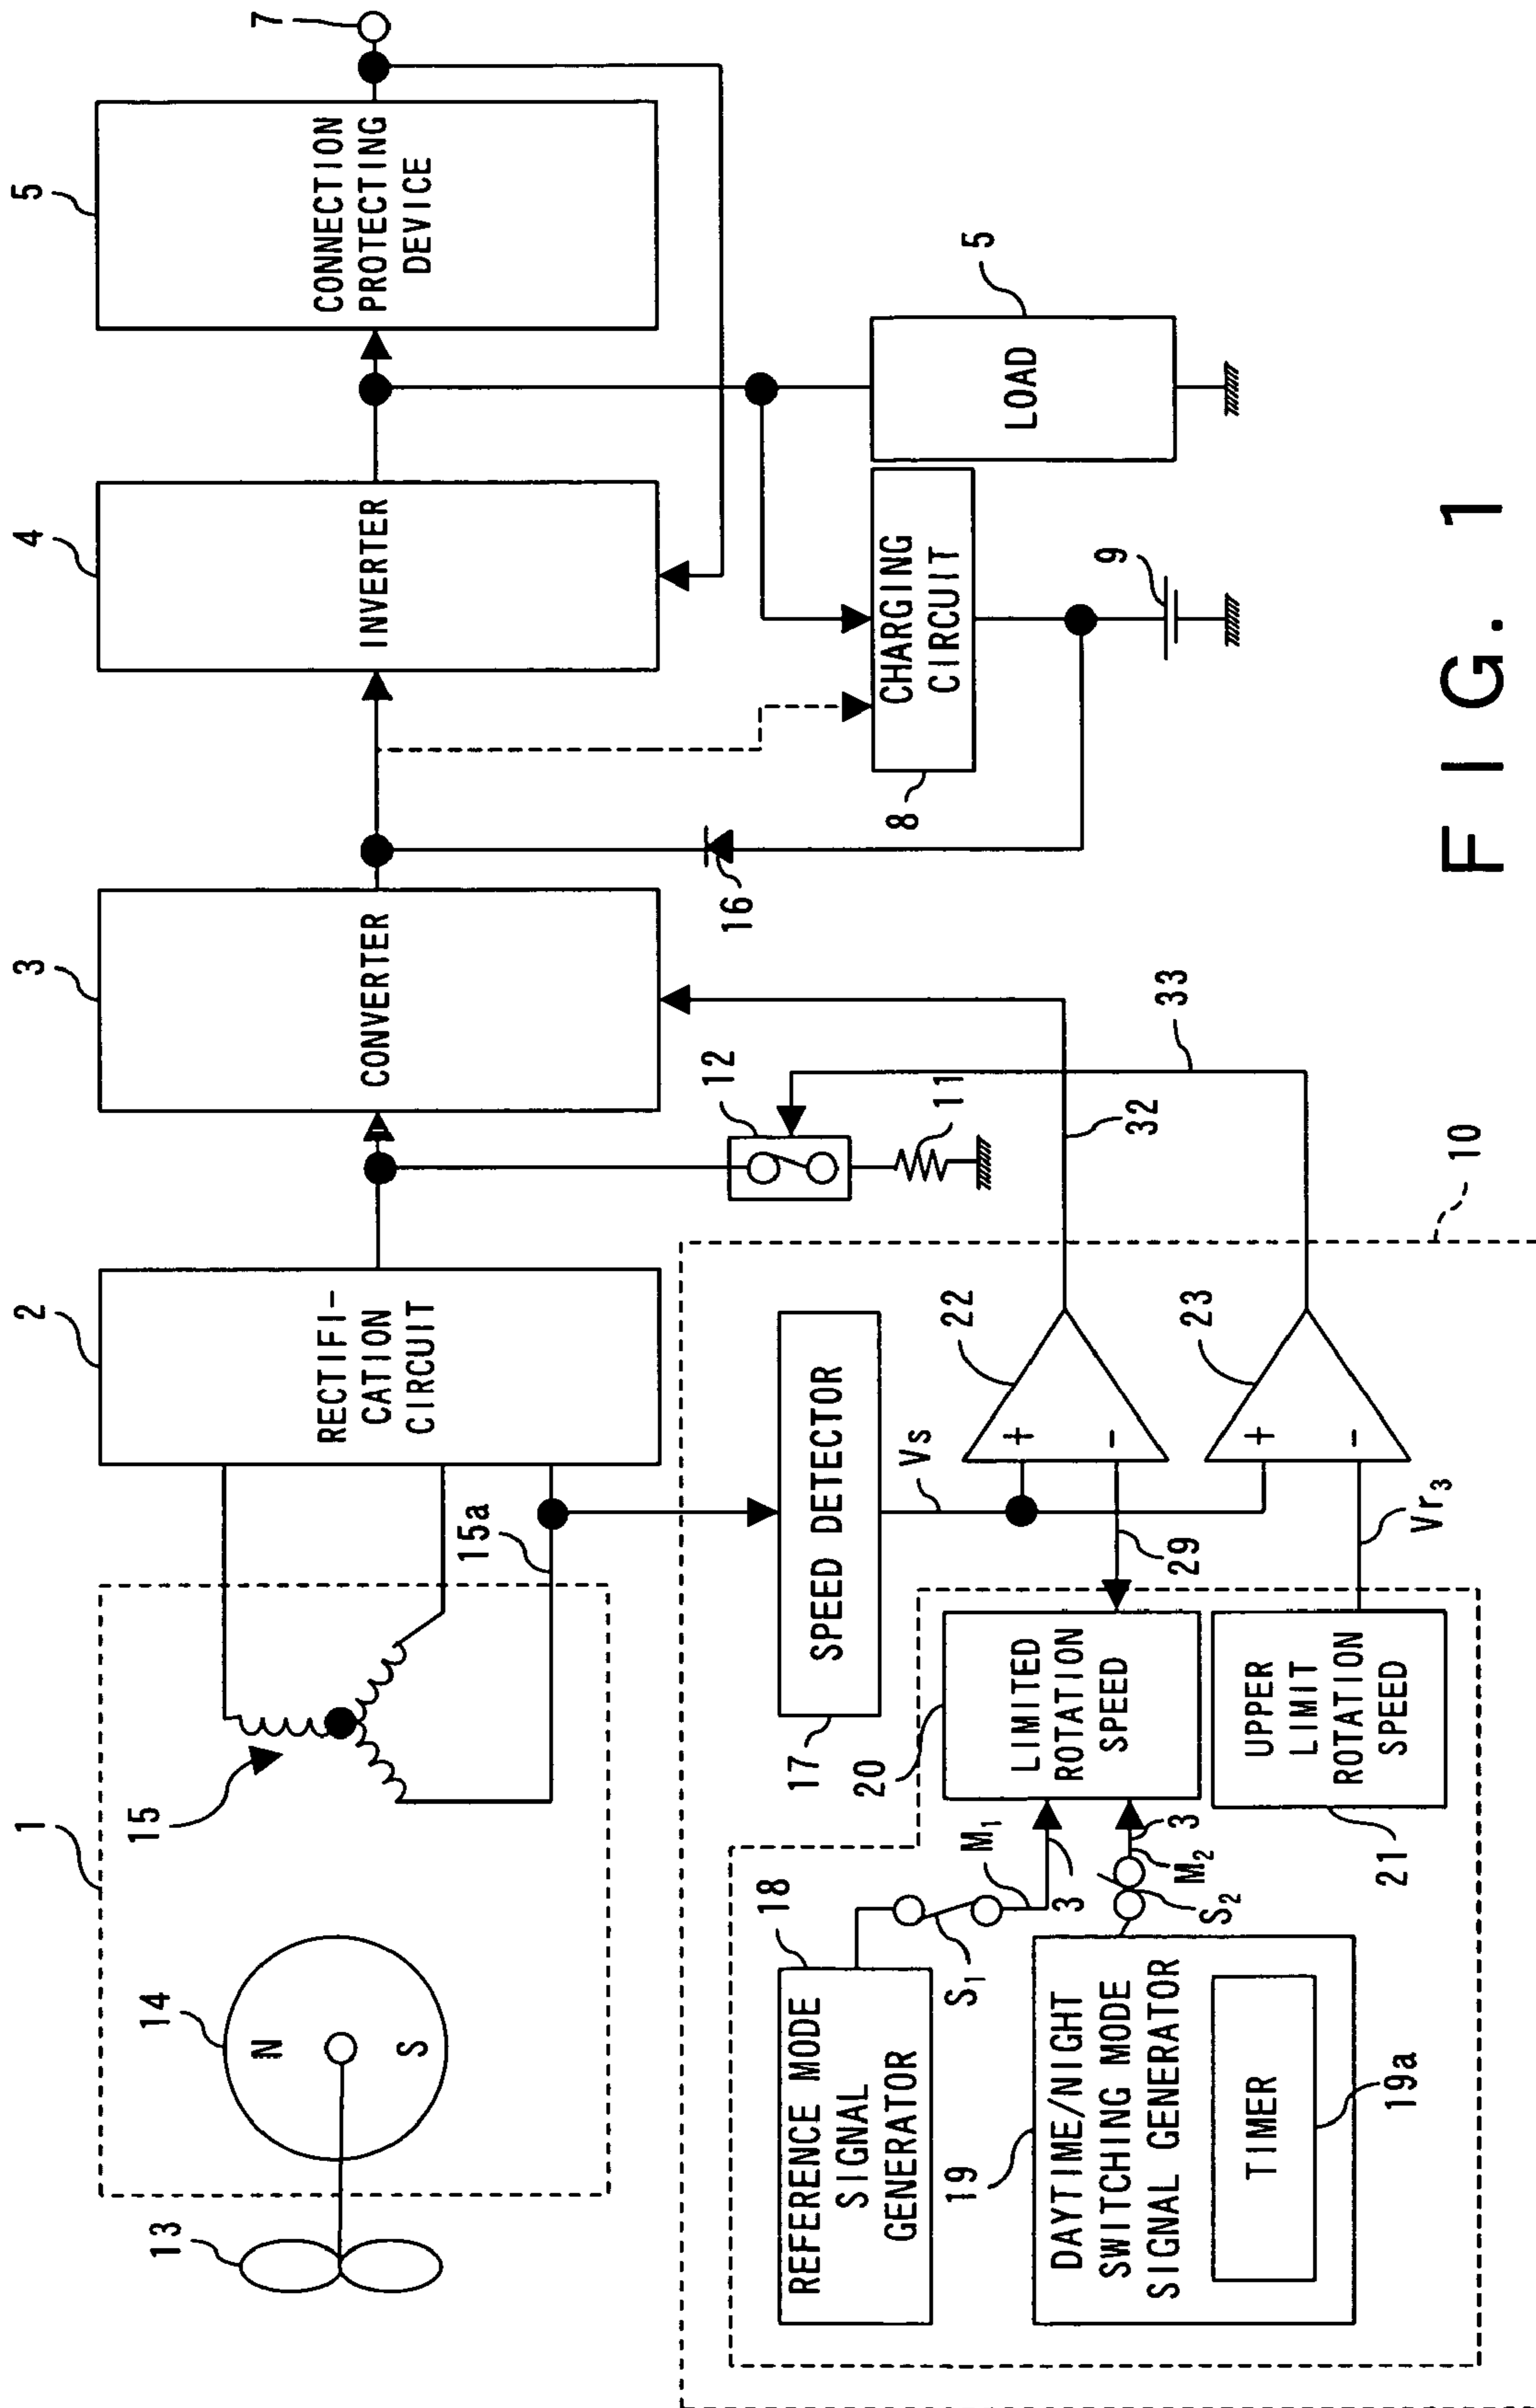 1
13
14
N
S
15
15a
2
RECTIFI-
CATION
CIRCUIT
3
CONVERTER
4
INVERTER
5
CONNECTION
PROTECTING
DEVICE
7
12
11
16
8
CHARGING
CIRCUIT
9
5
LOAD
32
33
10
17
SPEED DETECTOR
Vs
22
+
-
23
+
-
29
Vr3
18
REFERENCE MODE
SIGNAL
GENERATOR
S1
M1
3
19
DAYTIME/NIGHT
SWITCHING MODE
SIGNAL GENERATOR
TIMER
19a
S2
M2
3
20
LIMITED
ROTATION
SPEED
21
UPPER
LIMIT
ROTATION
SPEED
FIG. 1